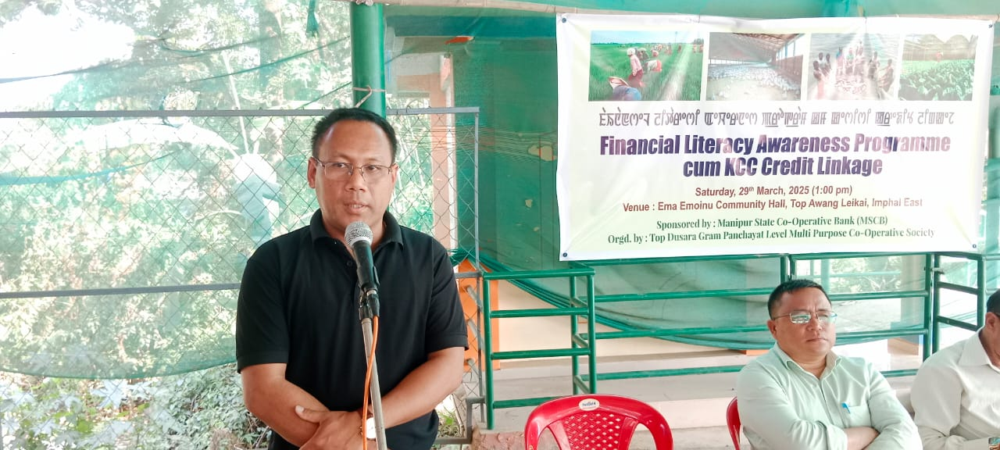 Financial Literacy Awareness Programme
cum KCC Credit Linkage
Saturday, 29th March, 2025 (1:00 pm)
Venue : Ema Emoinu Community Hall, Top Awang Leikai, Imphal East
Sponsored by : Manipur State Co-Operative Bank (MSCB)
Orgd. by : Top Dusara Gram Panchayat Level Multi Purpose Co-Operative Society